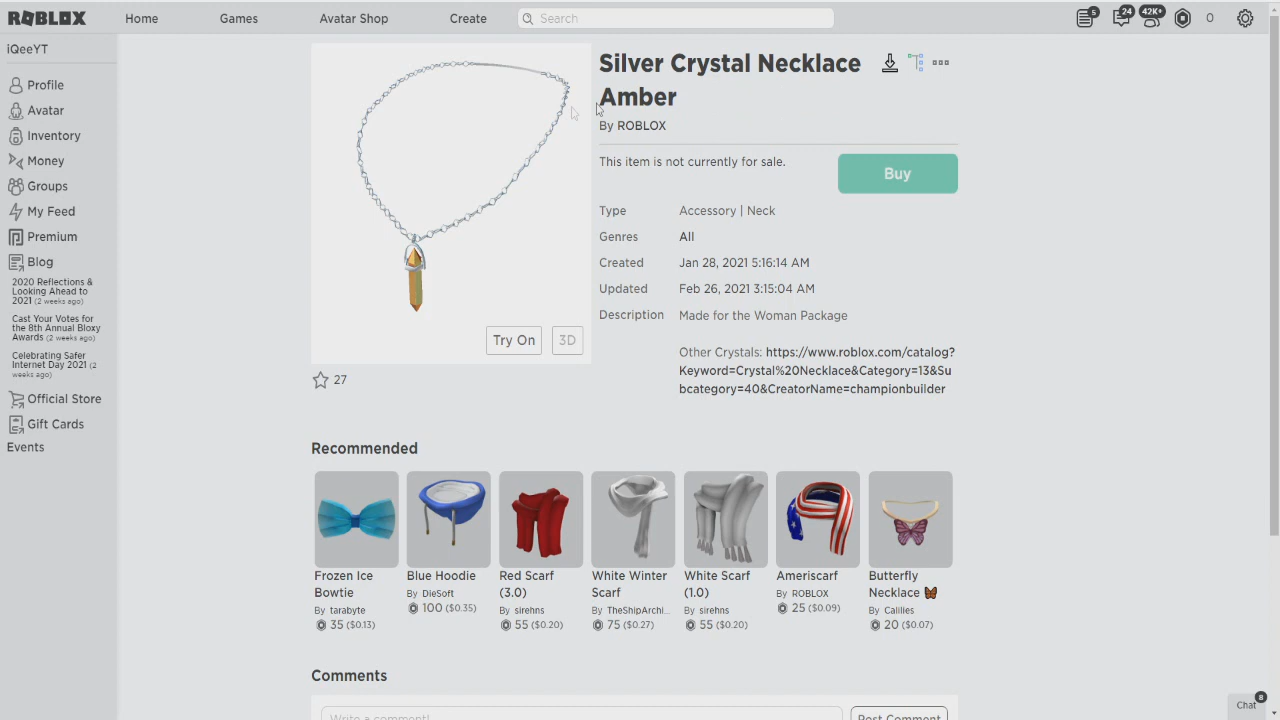 ROBLOX
Home
Games
Avatar Shop
Create
Search
5
24
42K+
0
iQeeYT
Profile
Avatar
Inventory
Money
Groups
My Feed
Premium
Blog
2020 Reflections &
Looking Ahead to
2021 (2 weeks ago)
Cast Your Votes for
the 8th Annual Bloxy
Awards (2 weeks ago)
Celebrating Safer
Internet Day 2021 (2
weeks ago)
Official Store
Gift Cards
Events
Try On
3D
27
Silver Crystal Necklace
Amber
By ROBLOX
This item is not currently for sale.
Buy
Type Accessory | Neck
Genres All
Created Jan 28, 2021 5:16:14 AM
Updated Feb 26, 2021 3:15:04 AM
Description Made for the Woman Package
Other Crystals: https://www.roblox.com/catalog?
Keyword=Crystal%20Necklace&Category=13&Su
bcategory=40&CreatorName=championbuilder
Recommended
Frozen Ice
Bowtie
By tarabyte
35 ($0.13)
Blue Hoodie
By DieSoft
100 ($0.35)
Red Scarf
(3.0)
By sirehns
55 ($0.20)
White Winter
Scarf
By TheShipArchi...
75 ($0.27)
White Scarf
(1.0)
By sirehns
55 ($0.20)
Ameriscarf
By ROBLOX
25 ($0.09)
Butterfly
Necklace 🦋
By Calilies
20 ($0.07)
Comments
Write a comment!
Post Comment
Chat
8